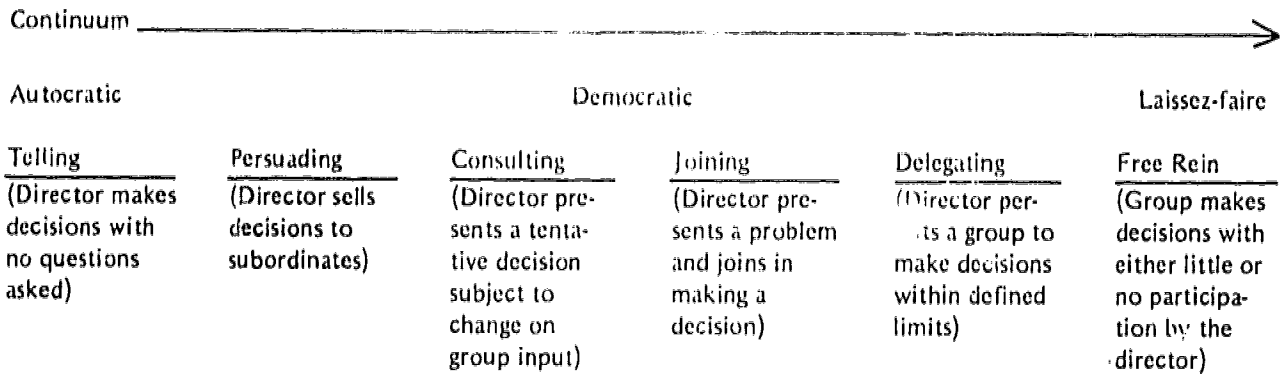 Continuum
Autocratic Democratic Laissez-faire
Telling
(Director makes
decisions with
no questions
asked)
Persuading
(Director sells
decisions to
subordinates)
Consulting
(Director pre-
sents a tenta-
tive decision
subject to
change on
group input)
Joining
(Director pre-
sents a problem
and joins in
making a
decision)
Delegating
(Director per-
ts a group to
make decisions
within defined
limits)
Free Rein
(Group makes
decisions with
either little or
no participa-
tion by the
director)